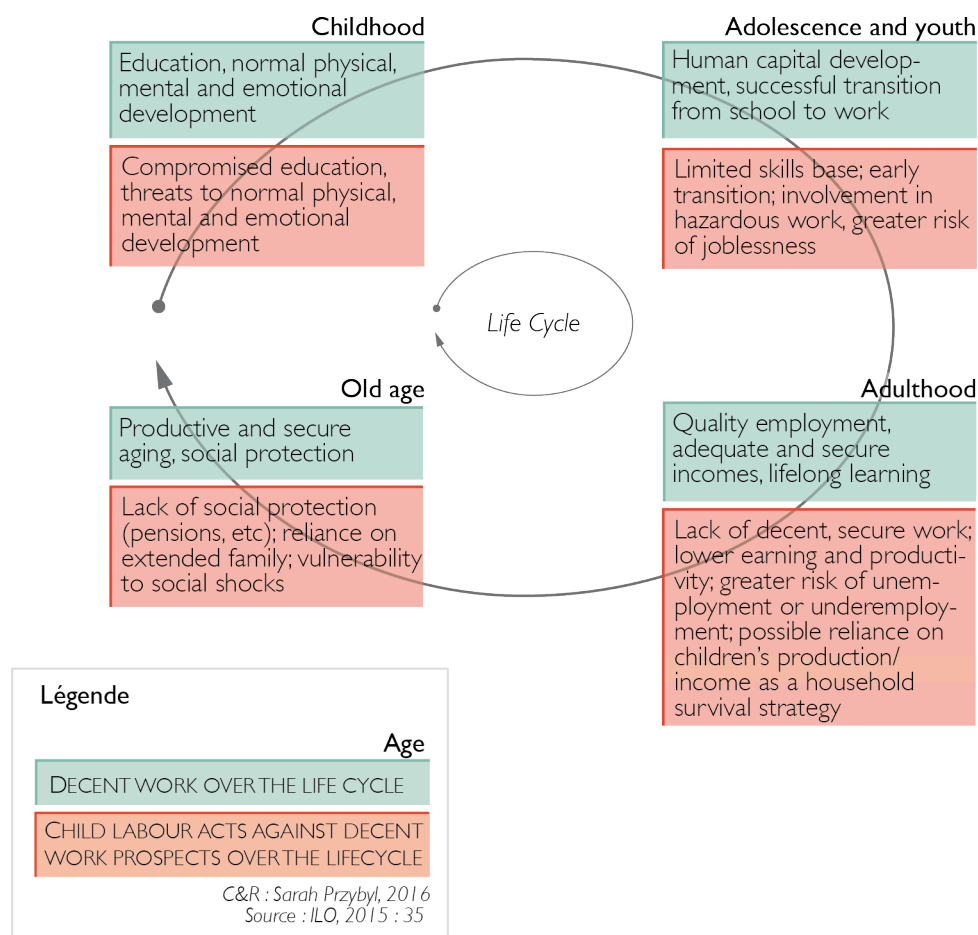 Childhood
Education, normal physical,
mental and emotional
development
Compromised education,
threats to normal physical,
mental and emotional
development
Adolescence and youth
Human capital develop-
ment, successful transition
from school to work
Limited skills base; early
transition; involvement in
hazardous work, greater risk
of joblessness
Life Cycle
Old age
Productive and secure
aging, social protection
Lack of social protection
(pensions, etc); reliance on
extended family; vulnerability
to social shocks
Adulthood
Quality employment,
adequate and secure
incomes, lifelong learning
Lack of decent, secure work;
lower earning and producti-
vity; greater risk of unem-
ployment or underemploy-
ment; possible reliance on
children's production/
income as a household
survival strategy
Légende
Age
DECENT WORK OVER THE LIFE CYCLE
CHILD LABOUR ACTS AGAINST DECENT
WORK PROSPECTS OVER THE LIFECYCLE
C&R : Sarah Przybyl, 2016
Source : ILO, 2015 : 35